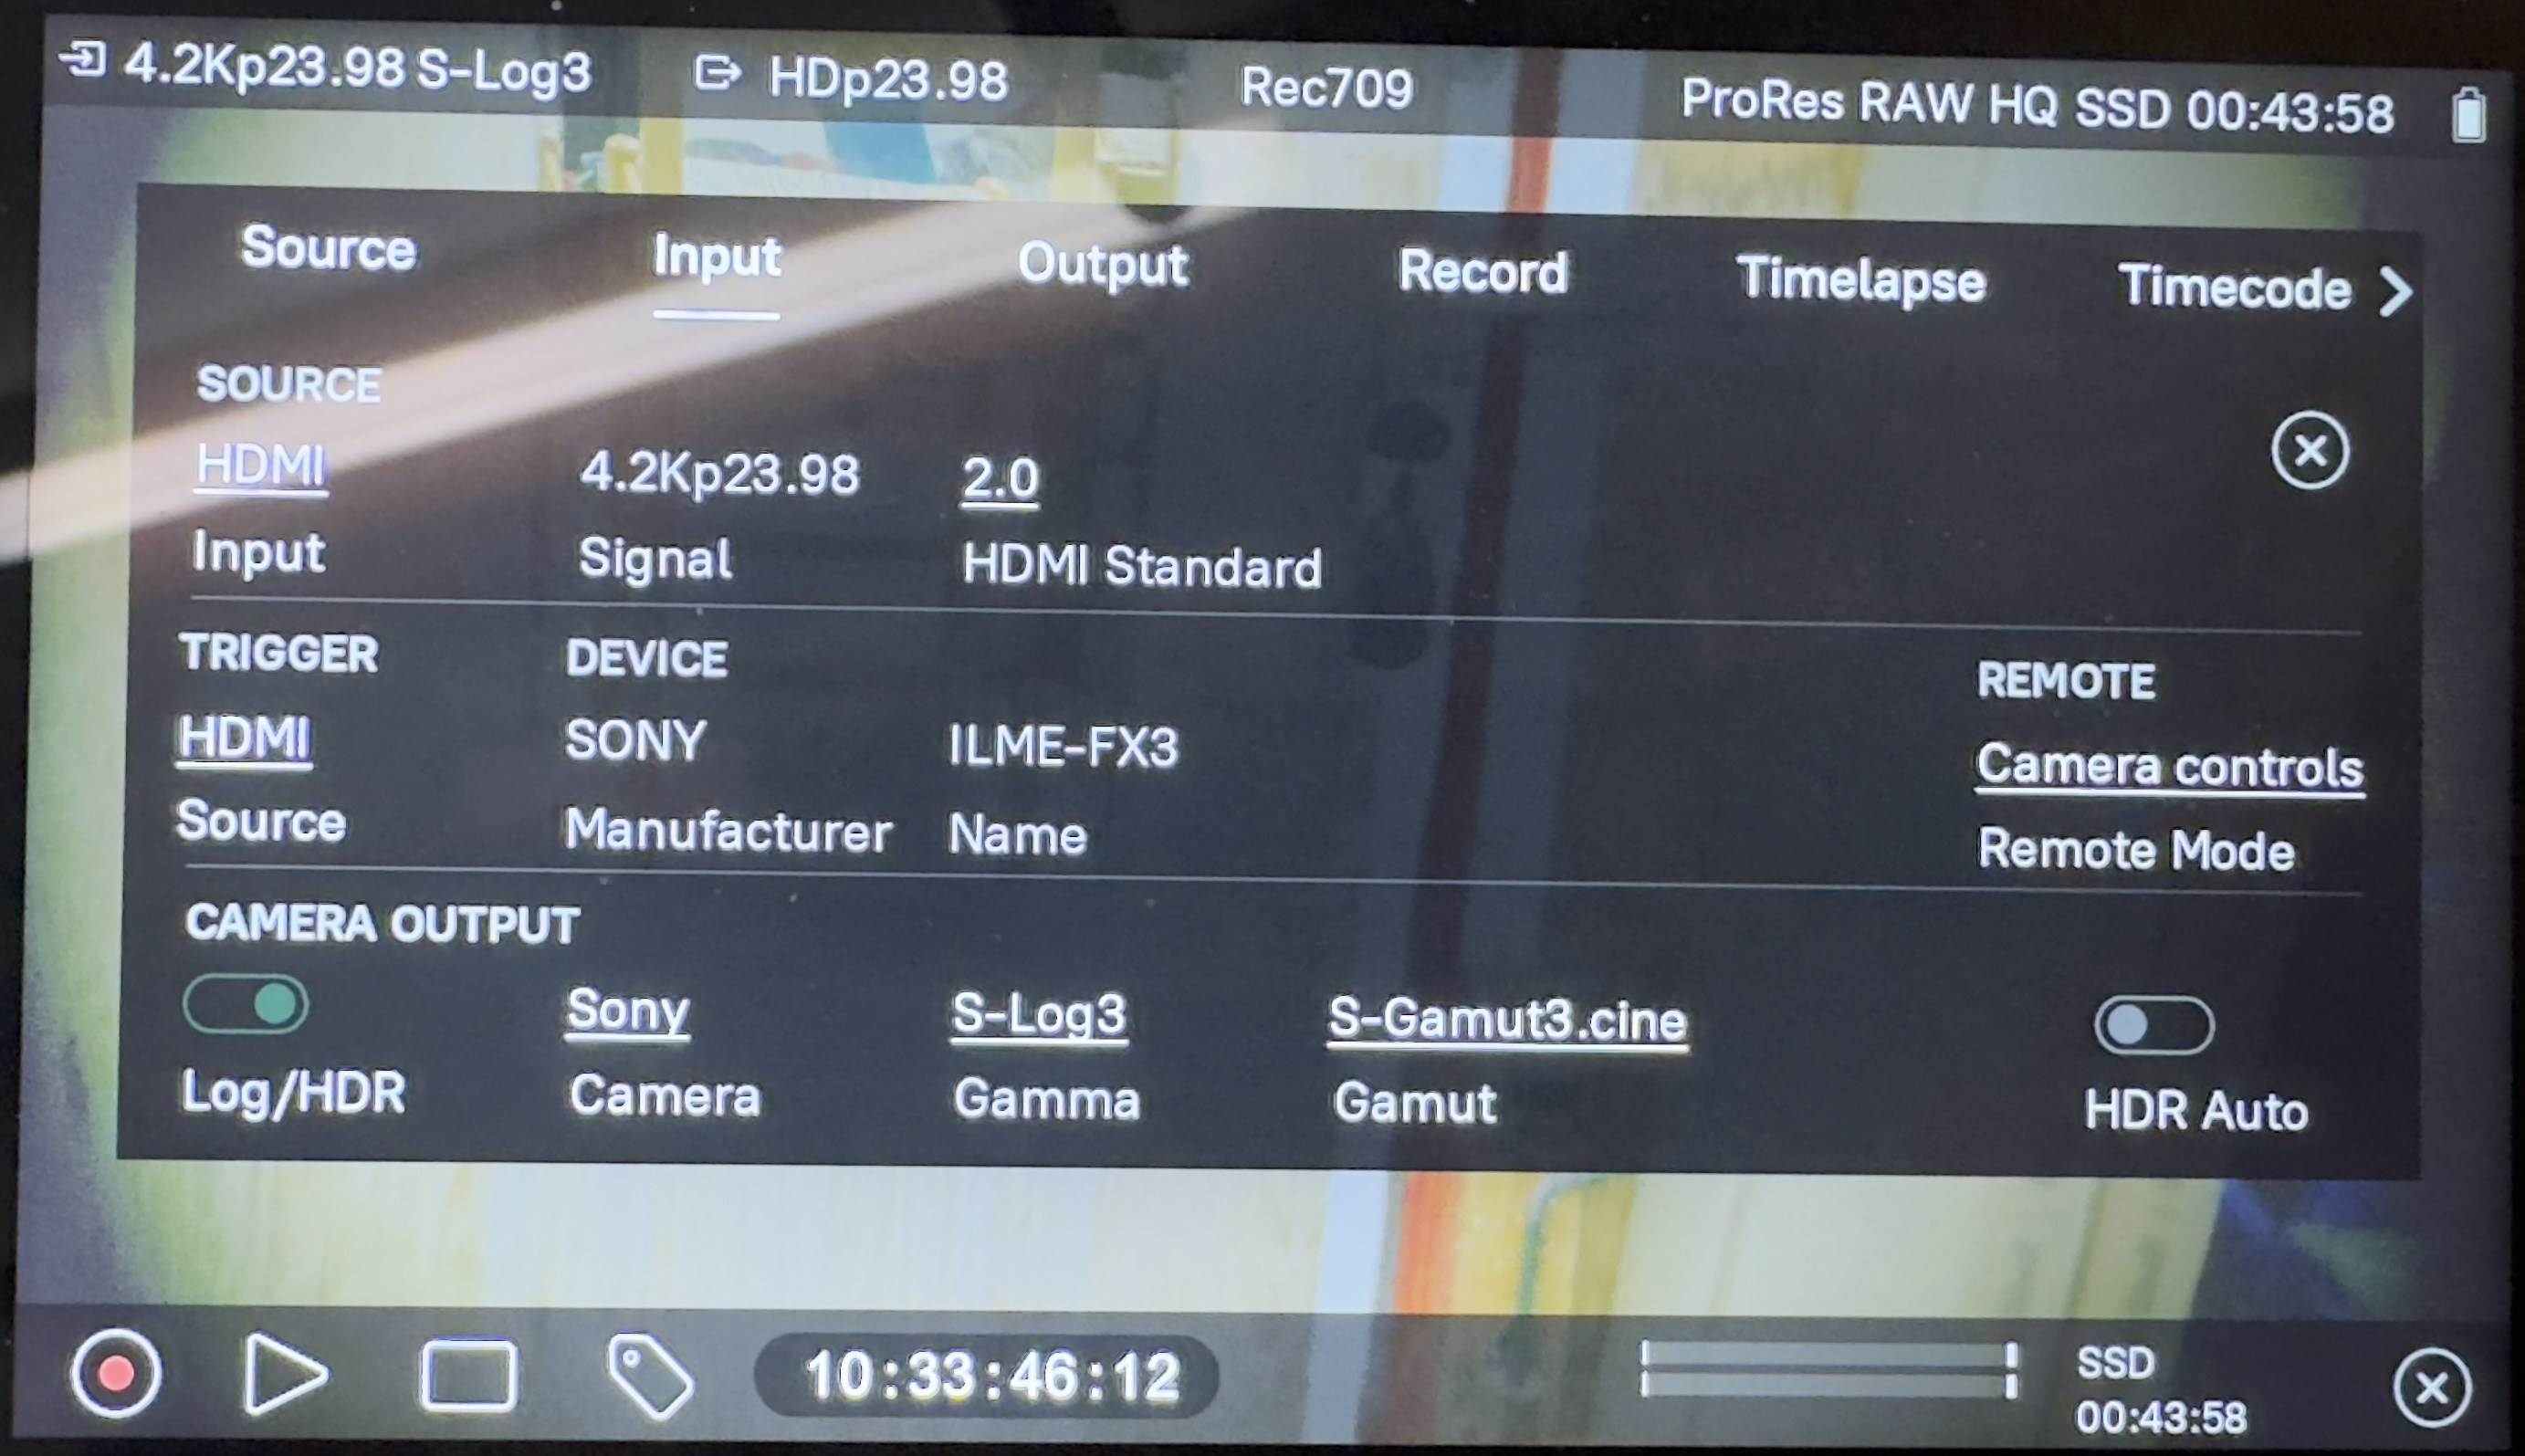 4.2Kp23.98 S-Log3 HDp23.98 Rec709 ProRes RAW HQ SSD 00:43:58
Source Input Output Record Timelapse Timecode
SOURCE
HDMI 4.2Kp23.98 2.0
Input Signal HDMI Standard
TRIGGER DEVICE REMOTE
HDMI SONY ILME-FX3 Camera controls
Source Manufacturer Name Remote Mode
CAMERA OUTPUT
Sony S-Log3 S-Gamut3.cine
Log/HDR Camera Gamma Gamut HDR Auto
10:33:46:12 SSD
00:43:58